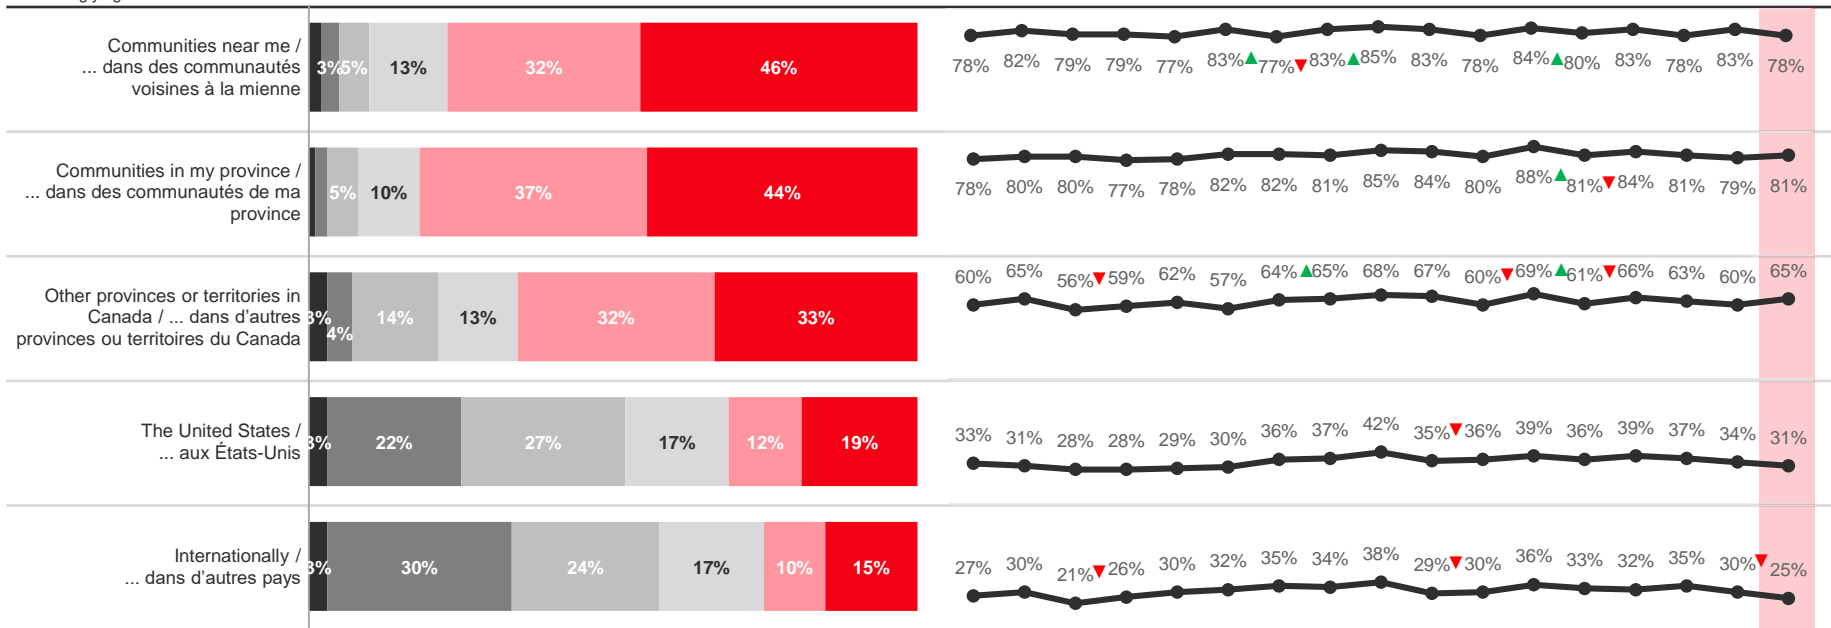 Communities near me /
... dans des communautés
voisines à la mienne
3% 5% 13% 32% 46%
78% 82% 79% 79% 77% 83% 77% 83% 85% 83% 78% 84% 80% 83% 78% 83% 78%
Communities in my province /
... dans des communautés de ma
province
5% 10% 37% 44%
78% 80% 80% 77% 78% 82% 82% 81% 85% 84% 80% 88% 81% 84% 81% 79% 81%
Other provinces or territories in
Canada / ... dans d'autres
provinces ou territoires du Canada
3% 4% 14% 13% 32% 33%
60% 65% 56% 59% 62% 57% 64% 65% 68% 67% 60% 69% 61% 66% 63% 60% 65%
The United States /
... aux États-Unis
3% 22% 27% 17% 12% 19%
33% 31% 28% 28% 29% 30% 36% 37% 42% 35% 36% 39% 36% 39% 37% 34% 31%
Internationally /
... dans d'autres pays
3% 30% 24% 17% 10% 15%
27% 30% 21% 26% 30% 32% 35% 34% 38% 29% 30% 36% 33% 32% 35% 30% 25%